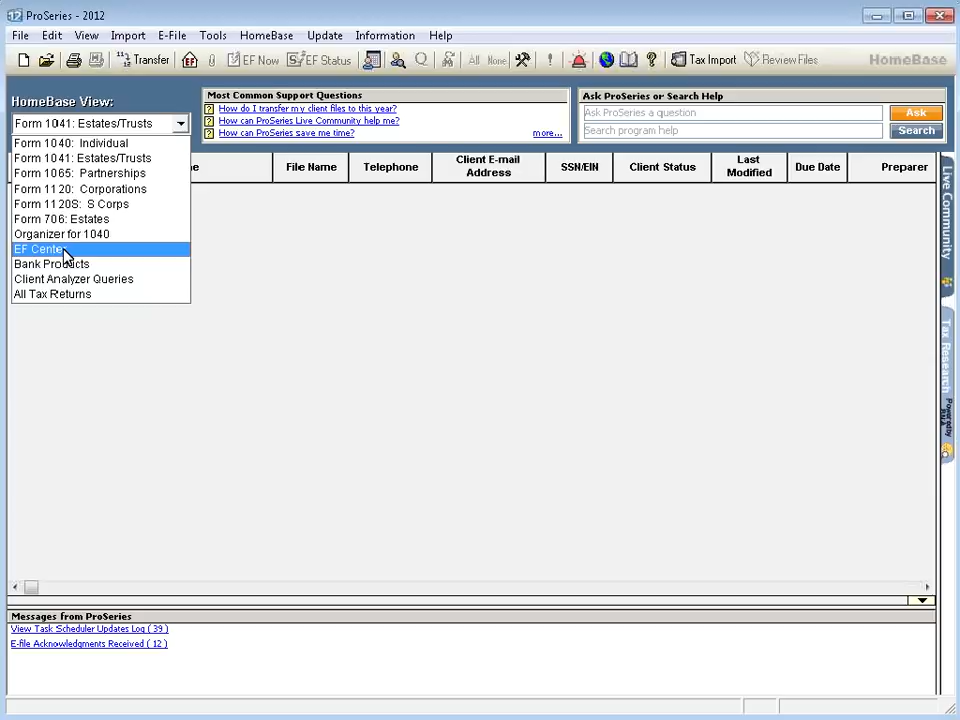 ProSeries - 2012
File Edit View Import E-File Tools HomeBase Update Information Help
Transfer EF Now EF Status All None Tax Import Review Files HomeBase
HomeBase View:
Form 1041: Estates/Trusts
Form 1040: Individual
Form 1041: Estates/Trusts
Form 1065: Partnerships
Form 1120: Corporations
Form 1120S: S Corps
Form 706: Estates
Organizer for 1040
EF Center
Bank Products
Client Analyzer Queries
All Tax Returns
Most Common Support Questions
How do I transfer my client files to this year?
How can ProSeries Live Community help me?
How can ProSeries save me time?
more...
Ask ProSeries or Search Help
Ask ProSeries a question Ask
Search program help Search
File Name Telephone Client E-mail Address SSN/EIN Client Status Last Modified Due Date Preparer
Live Community
Tax Research
Powered by BNA
Messages from ProSeries
View Task Scheduler Updates Log ( 39 )
E-file Acknowledgments Received ( 12 )